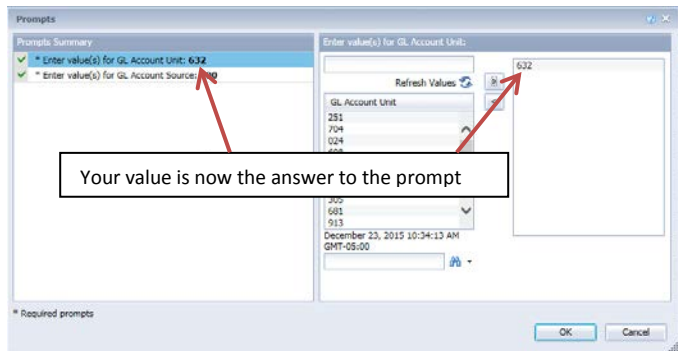 Prompts
Prompts Summary
* Enter value(s) for GL Account Unit: 632
* Enter value(s) for GL Account Source:
Enter value(s) for GL Account Unit:
Refresh Values
GL Account Unit
251
704
024
Your value is now the answer to the prompt
681
913
December 23, 2015 10:34:13 AM
GMT-05:00
632
* Required prompts
OK
Cancel